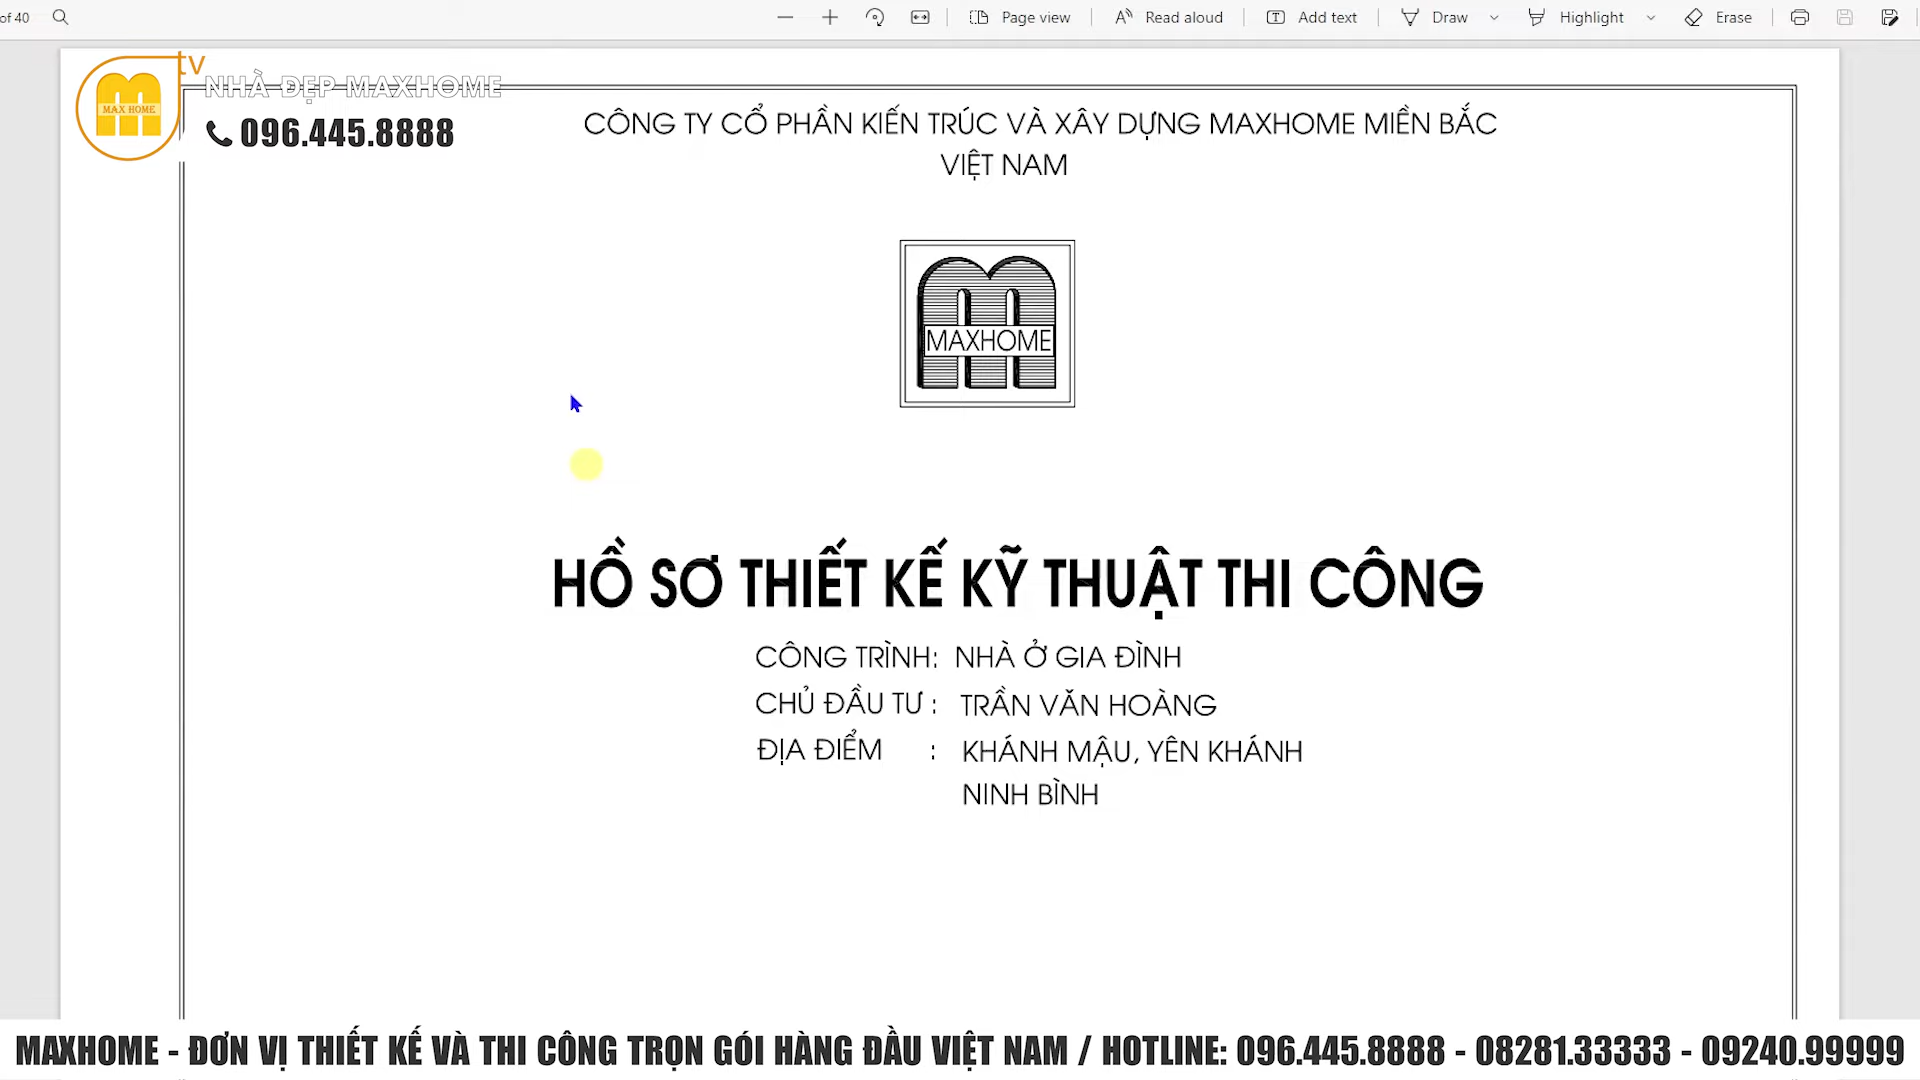 of 40
Page view
Read aloud
Add text
Draw
Highlight
Erase
tv
MAX HOME
NHÀ ĐẸP MAXHOME
096.445.8888
CÔNG TY CỔ PHẦN KIẾN TRÚC VÀ XÂY DỰNG MAXHOME MIỀN BẮC
VIỆT NAM
MAXHOME
HỒ SƠ THIẾT KẾ KỸ THUẬT THI CÔNG
CÔNG TRÌNH: NHÀ Ở GIA ĐÌNH
CHỦ ĐẦU TƯ : TRẦN VĂN HOÀNG
ĐỊA ĐIỂM : KHÁNH MẬU, YÊN KHÁNH
NINH BÌNH
MAXHOME - ĐƠN VỊ THIẾT KẾ VÀ THI CÔNG TRỌN GÓI HÀNG ĐẦU VIỆT NAM / HOTLINE: 096.445.8888 - 08281.33333 - 09240.99999